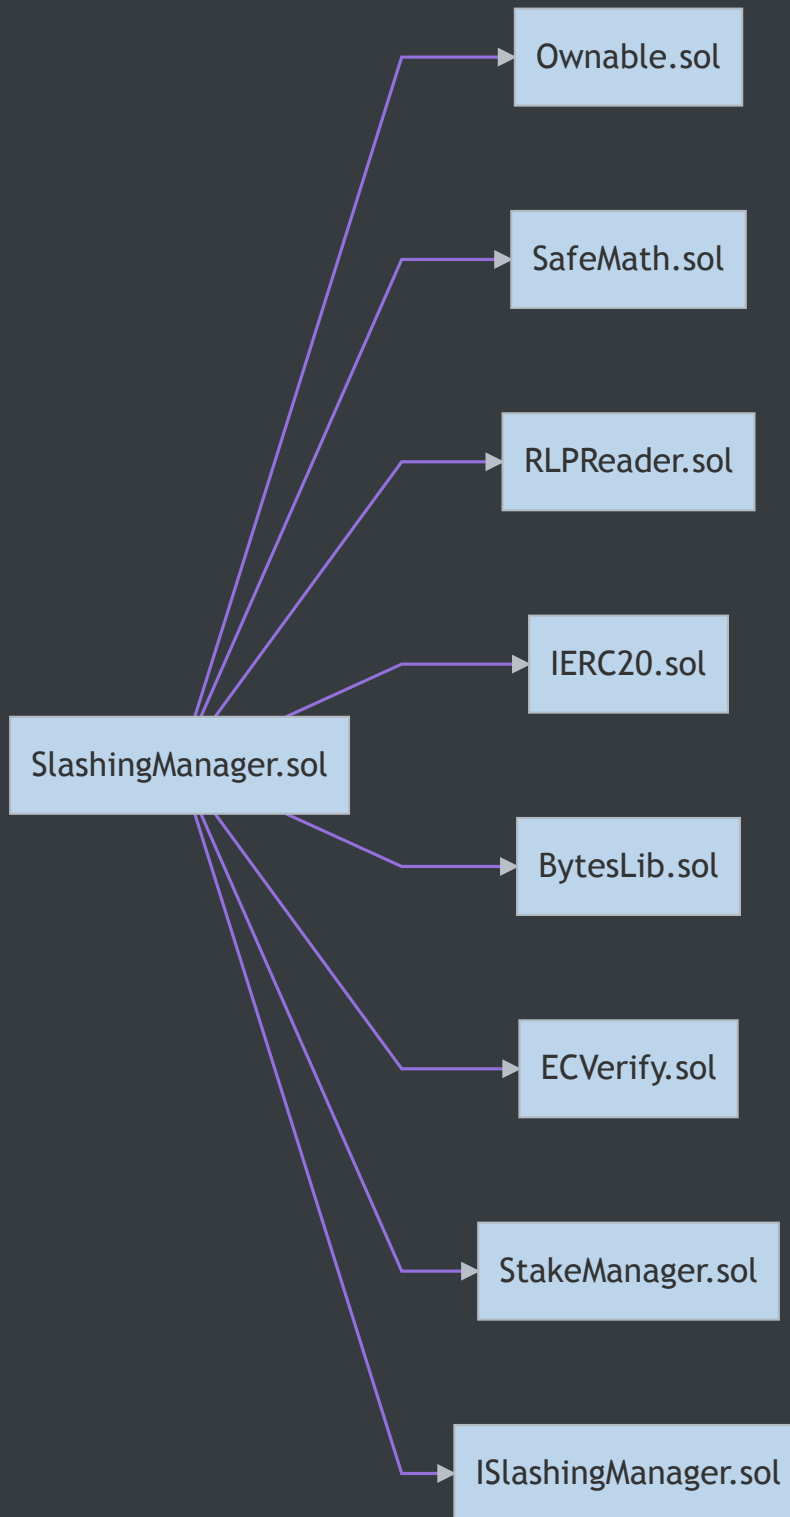 Ownable.sol
SafeMath.sol
RLPReader.sol
IERC20.sol
SlashingManager.sol
BytesLib.sol
ECVerify.sol
StakeManager.sol
ISlashingManager.sol